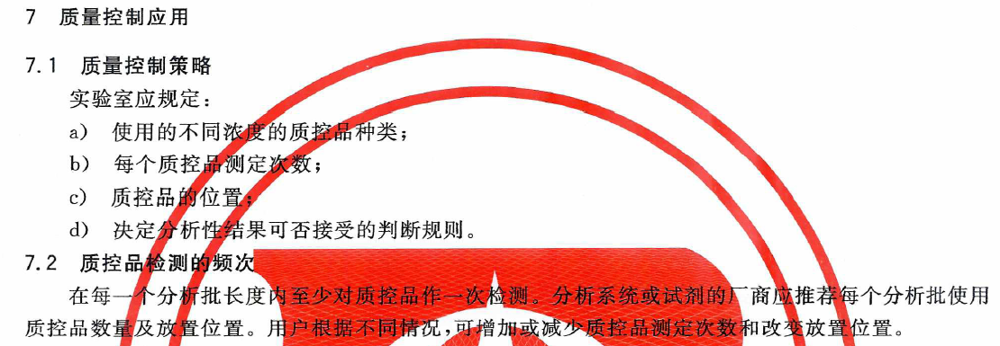 7 质量控制应用
7.1 质量控制策略
实验室应规定：
a） 使用的不同浓度的质控品种类；
b） 每个质控品测定次数；
c） 质控品的位置；
d） 决定分析性结果可否接受的判断规则。
7.2 质控品检测的频次
在每一个分析批长度内至少对质控品作一次检测。分析系统或试剂的厂商应推荐每个分析批使用
质控品数量及放置位置。用户根据不同情况，可增加或减少质控品测定次数和改变放置位置。